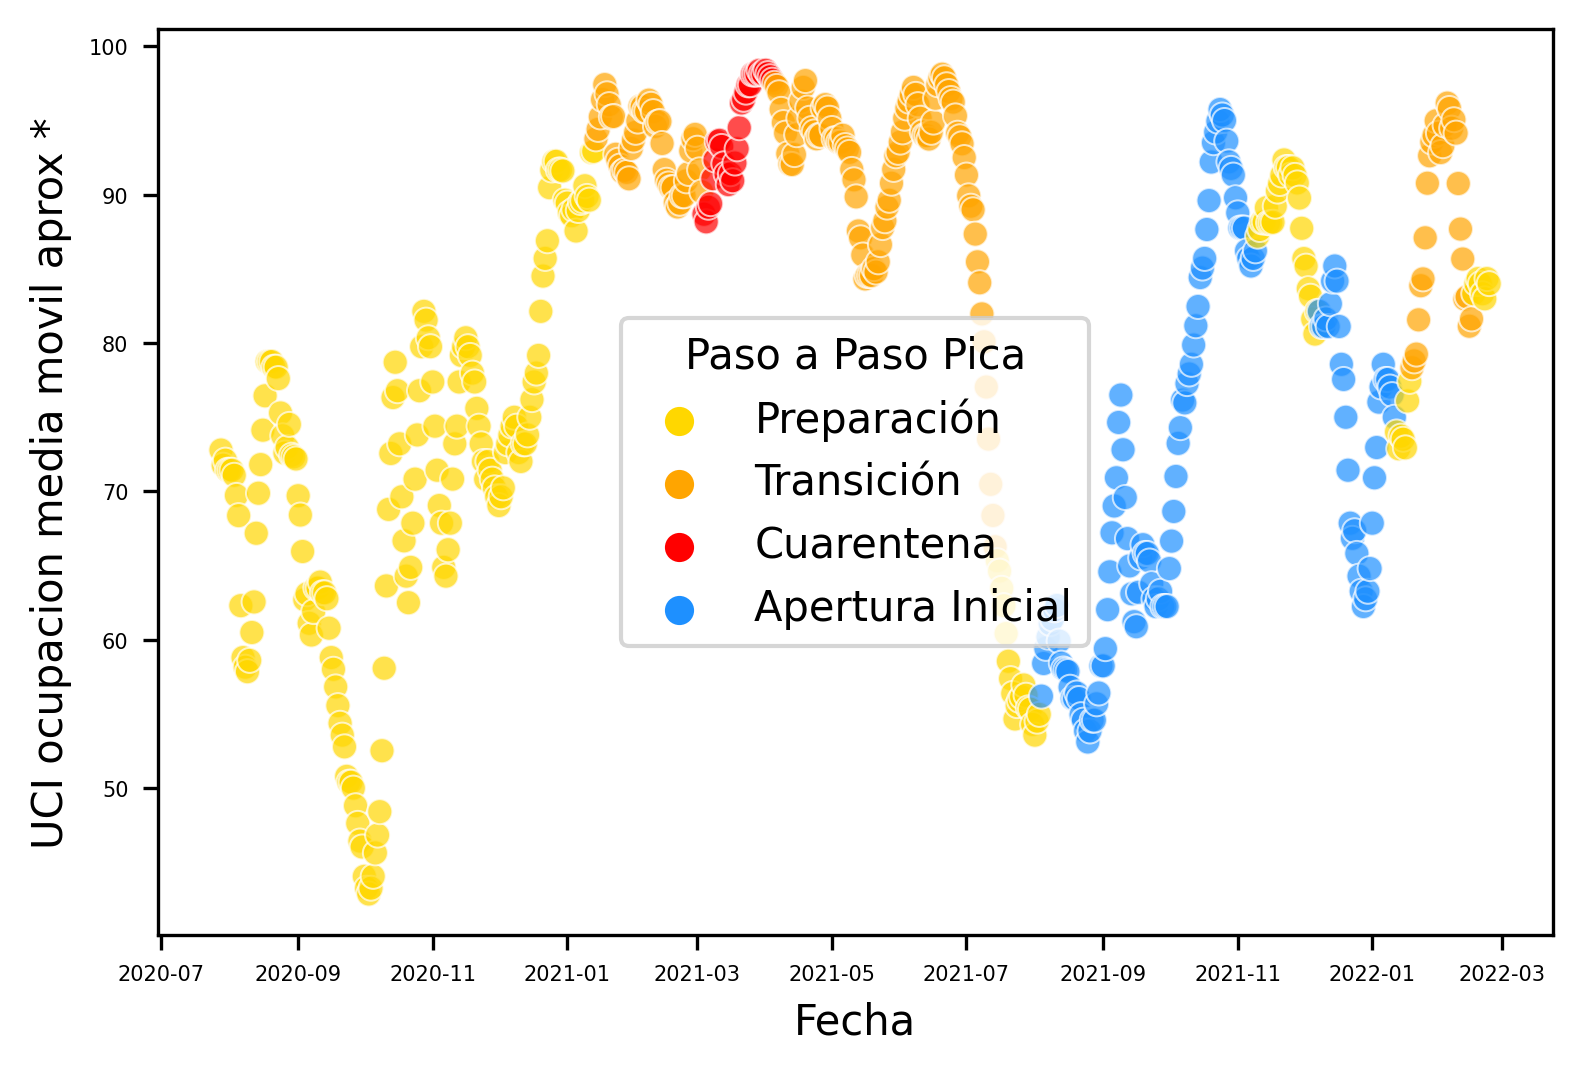 UCI ocupacion media movil aprox *
100
90
80
70
60
50
Paso a Paso Pica
Preparación
Transición
Cuarentena
Apertura Inicial
2020-07 2020-09 2020-11 2021-01 2021-03 2021-05 2021-07 2021-09 2021-11 2022-01 2022-03
Fecha